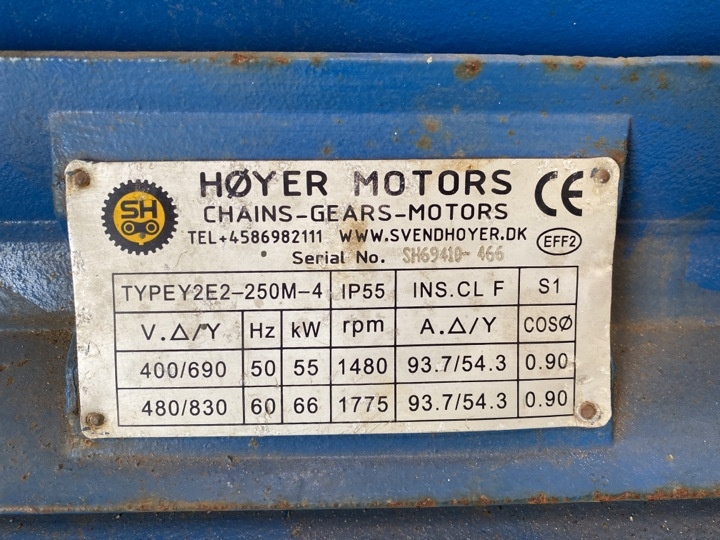 SH
HØYER MOTORS
CHAINS-GEARS-MOTORS
TEL+4586982111 WWW.SVENDHOYER.DK
CE
EFF2
Serial No. SH69410-466
TYPEY2E2-250M-4 IP55 INS.CL F S1
V.△/Y Hz kW rpm A.△/Y COSØ
400/690 50 55 1480 93.7/54.3 0.90
480/830 60 66 1775 93.7/54.3 0.90